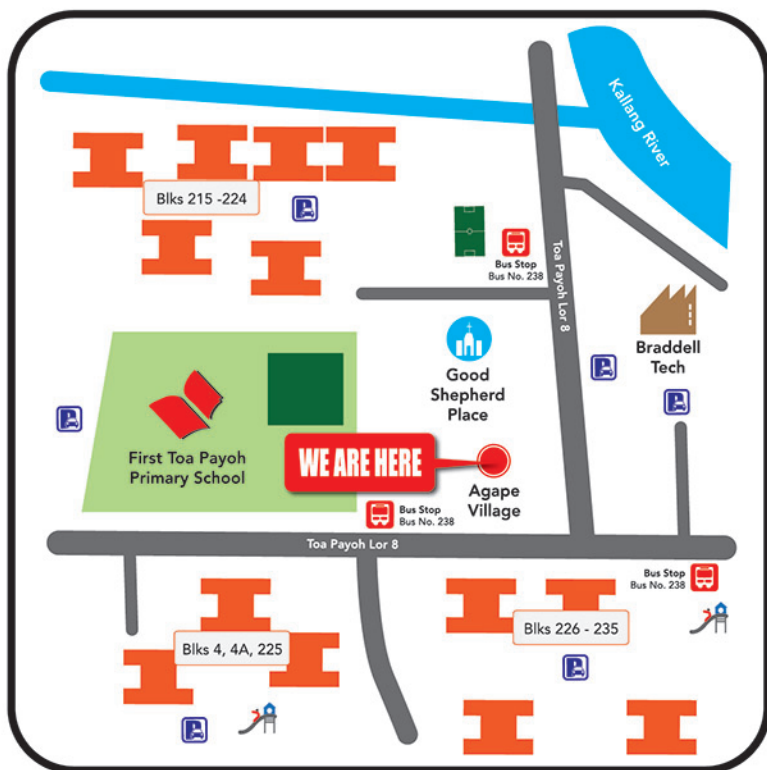 Kallang River
Blks 215 -224
Bus Stop
Bus No. 238
Toa Payoh Lor 8
Good
Shepherd
Place
Braddell
Tech
First Toa Payoh
Primary School
WE ARE HERE
Agape
Village
Bus Stop
Bus No. 238
Toa Payoh Lor 8
Bus Stop
Bus No. 238
Blks 4, 4A, 225
Blks 226 - 235
P
P
P
P
P